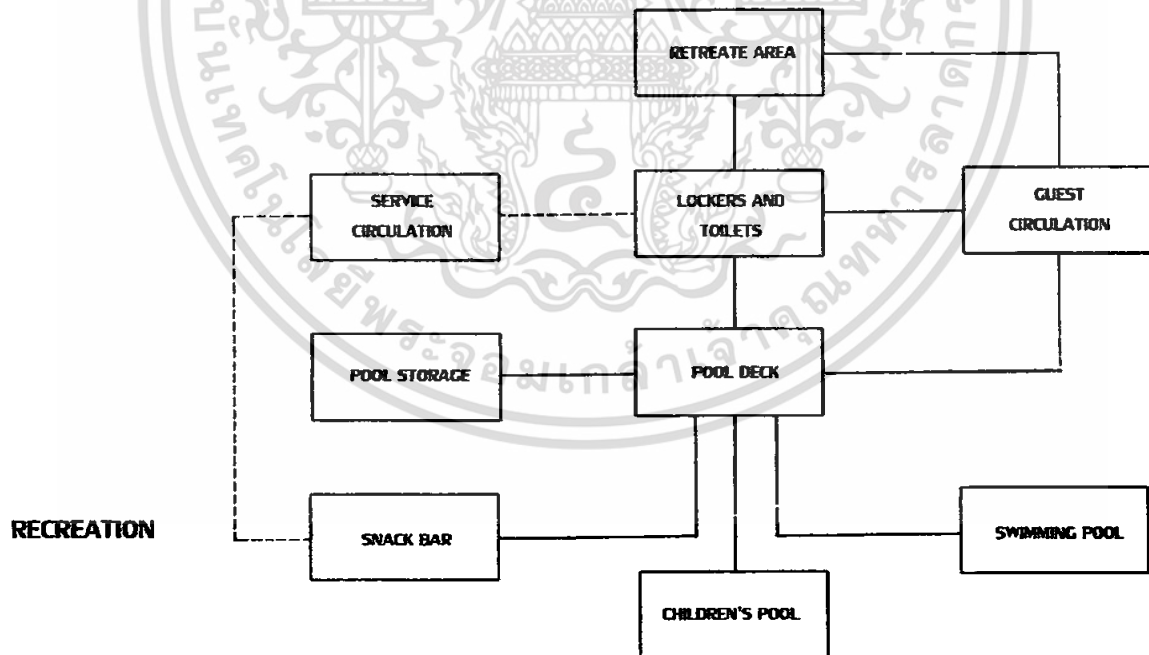 RETREATE AREA
SERVICE
CIRCULATION
LOCKERS AND
TOILETS
GUEST
CIRCULATION
POOL STORAGE
POOL DECK
RECREATION
SNACK BAR
SWIMMING POOL
CHILDREN'S POOL